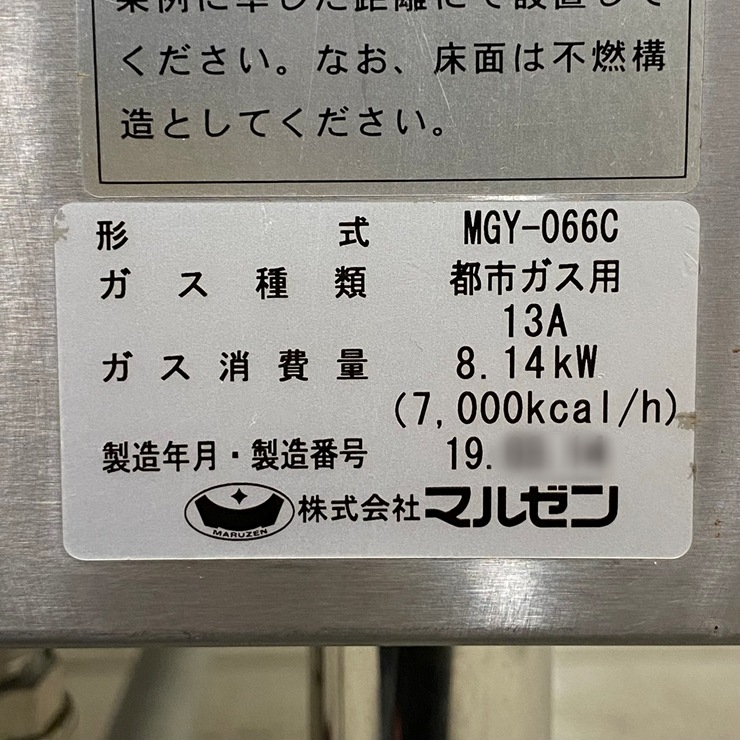 ください。なお、床面は不燃構
造としてください。
形 式 MGY-066C
ガス種類 都市ガス用
13A
ガス消費量 8.14kW
(7,000kcal/h)
製造年月・製造番号 19.
MARUZEN 株式会社マルゼン